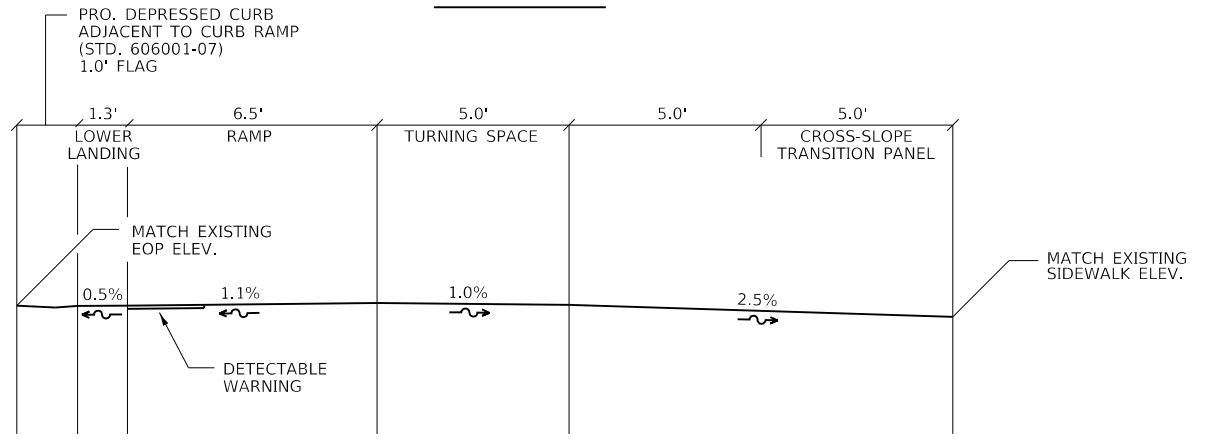 PRO. DEPRESSED CURB
ADJACENT TO CURB RAMP
(STD. 606001-07)
1.0' FLAG
1.3'
6.5'
5.0'
5.0'
5.0'
LOWER
LANDING
RAMP
TURNING SPACE
CROSS-SLOPE
TRANSITION PANEL
MATCH EXISTING
EOP ELEV.
MATCH EXISTING
SIDEWALK ELEV.
0.5%
1.1%
1.0%
2.5%
DETECTABLE
WARNING